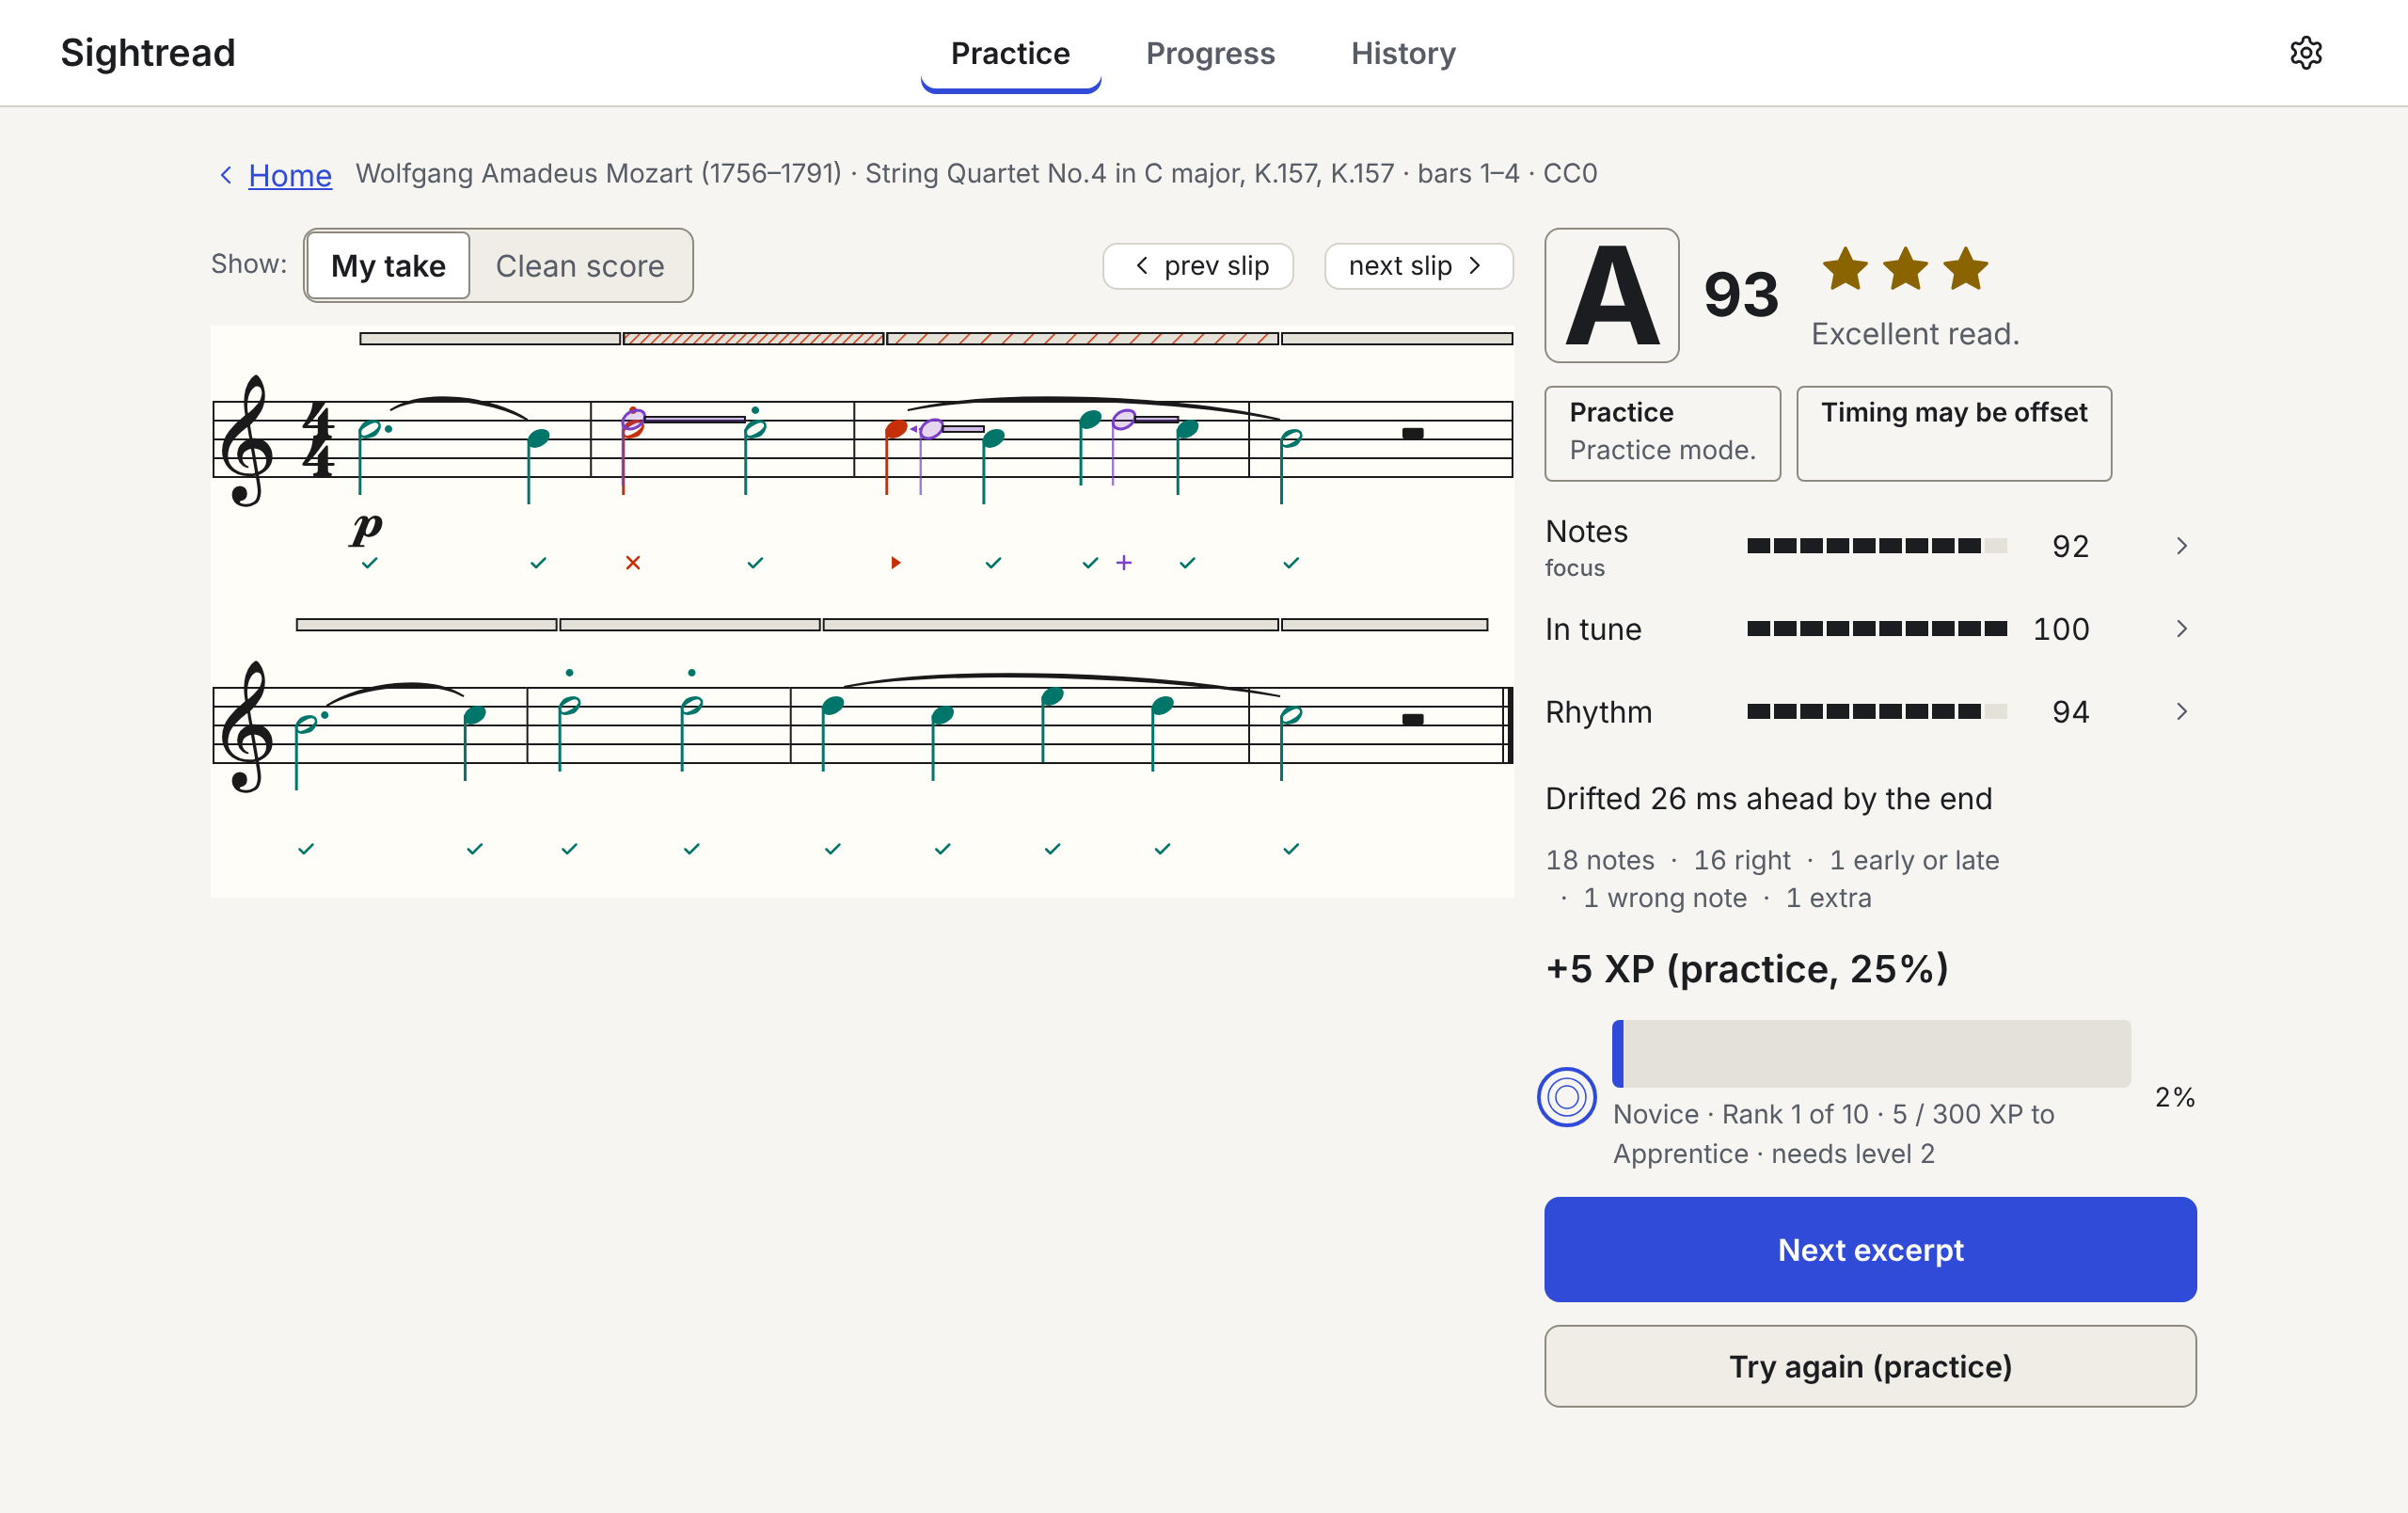 Sightread
Practice
Progress
History
Home
Wolfgang Amadeus Mozart (1756–1791) · String Quartet No.4 in C major, K.157, K.157 · bars 1–4 · CC0
Show:
My take
Clean score
prev slip
next slip
4
4
p
A
93
Excellent read.
Practice
Practice mode.
Timing may be offset
Notes
focus
92
In tune
100
Rhythm
94
Drifted 26 ms ahead by the end
18 notes · 16 right · 1 early or late
· 1 wrong note · 1 extra
+5 XP (practice, 25%)
2%
Novice · Rank 1 of 10 · 5 / 300 XP to
Apprentice · needs level 2
Next excerpt
Try again (practice)